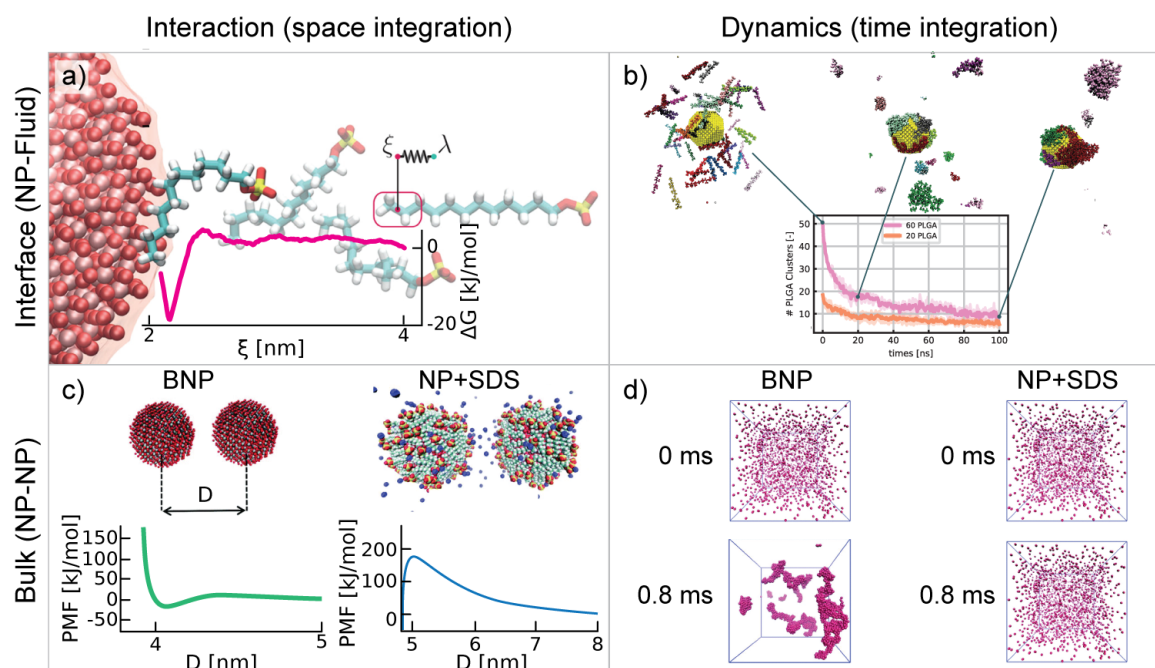 Interaction (space integration)
Dynamics (time integration)
Interface (NP-Fluid)
a)
ξ
λ
0
-20
ΔG [kJ/mol]
2
4
ξ [nm]
b)
50
40
30
20
10
# PLGA Clusters [-]
60 PLGA
20 PLGA
0
20
40
60
80
100
times [ns]
Bulk (NP-NP)
c)
BNP
NP+SDS
D
150
100
50
0
-50
PMF [kJ/mol]
4
5
D [nm]
200
100
0
PMF [kJ/mol]
5
6
7
8
D [nm]
d)
BNP
NP+SDS
0 ms
0 ms
0.8 ms
0.8 ms